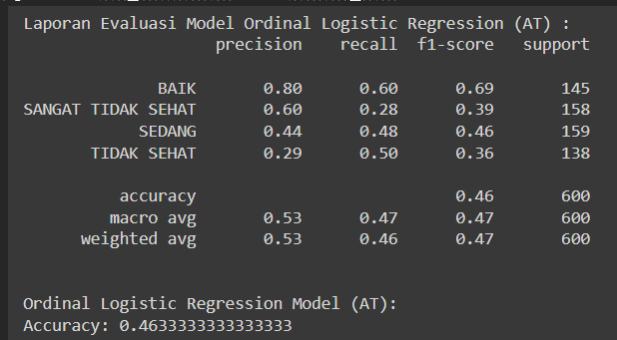 Laporan Evaluasi Model Ordinal Logistic Regression (AT) :
precision recall f1-score support
BAIK 0.80 0.60 0.69 145
SANGAT TIDAK SEHAT 0.60 0.28 0.39 158
SEDANG 0.44 0.48 0.46 159
TIDAK SEHAT 0.29 0.50 0.36 138
accuracy 0.46 600
macro avg 0.53 0.47 0.47 600
weighted avg 0.53 0.46 0.47 600
Ordinal Logistic Regression Model (AT):
Accuracy: 0.4633333333333333